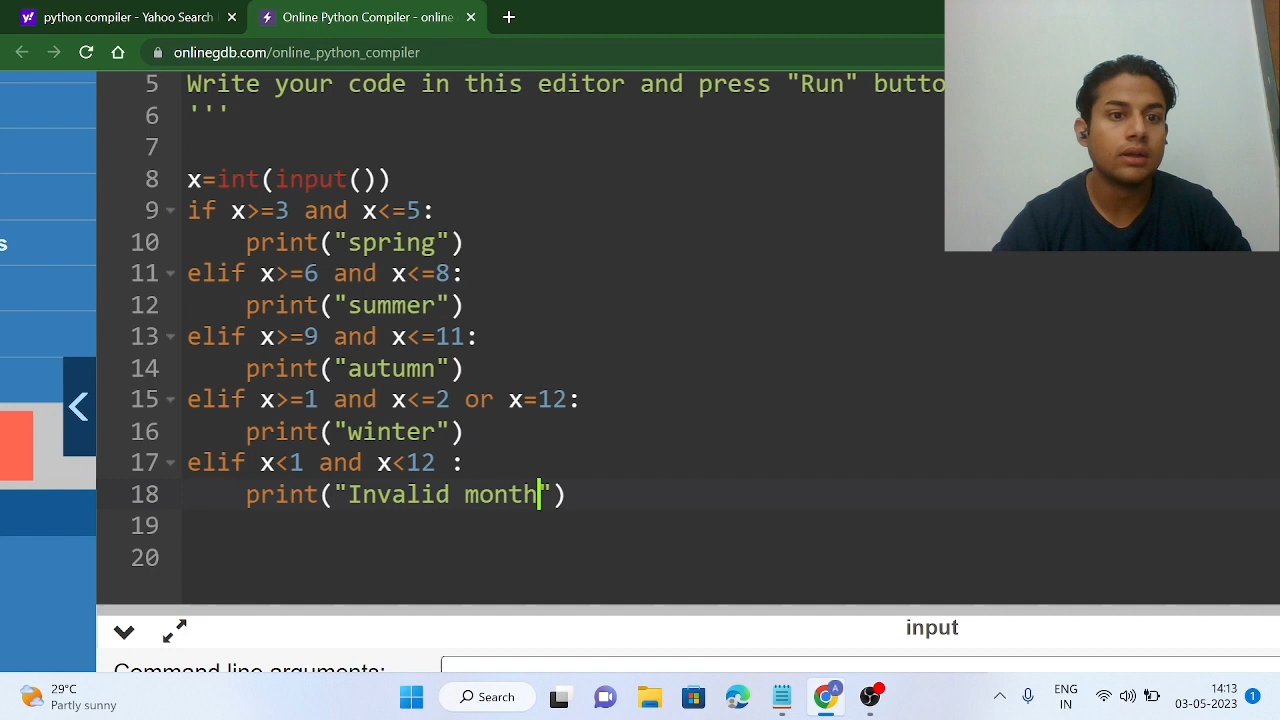 python compiler - Yahoo Search
Online Python Compiler - online
onlinegdb.com/online_python_compiler
5 Write your code in this editor and press "Run" butto
6 '''
7
8 x=int(input())
9 if x>=3 and x<=5:
10 print("spring")
11 elif x>=6 and x<=8:
12 print("summer")
13 elif x>=9 and x<=11:
14 print("autumn")
15 elif x>=1 and x<=2 or x=12:
16 print("winter")
17 elif x<1 and x<12 :
18 print("Invalid month")
19
20
s
input
Command line arguments:
29°C
Partly sunny
Search
ENG
IN
14:13
03-05-2023
1